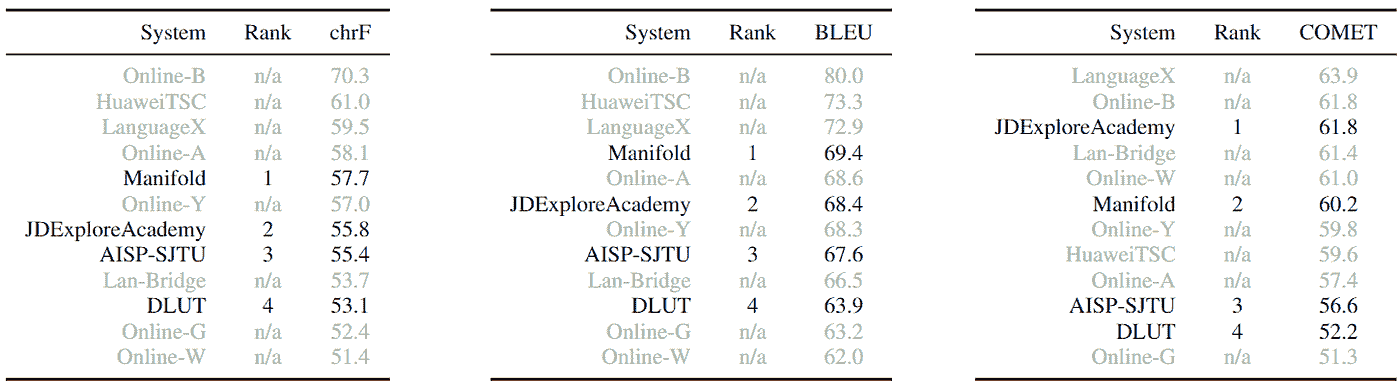 System Rank chrF
Online-B n/a 70.3
HuaweiTSC n/a 61.0
LanguageX n/a 59.5
Online-A n/a 58.1
Manifold 1 57.7
Online-Y n/a 57.0
JDExploreAcademy 2 55.8
AISP-SJTU 3 55.4
Lan-Bridge n/a 53.7
DLUT 4 53.1
Online-G n/a 52.4
Online-W n/a 51.4
System Rank BLEU
Online-B n/a 80.0
HuaweiTSC n/a 73.3
LanguageX n/a 72.9
Manifold 1 69.4
Online-A n/a 68.6
JDExploreAcademy 2 68.4
Online-Y n/a 68.3
AISP-SJTU 3 67.6
Lan-Bridge n/a 66.5
DLUT 4 63.9
Online-G n/a 63.2
Online-W n/a 62.0
System Rank COMET
LanguageX n/a 63.9
Online-B n/a 61.8
JDExploreAcademy 1 61.8
Lan-Bridge n/a 61.4
Online-W n/a 61.0
Manifold 2 60.2
Online-Y n/a 59.8
HuaweiTSC n/a 59.6
Online-A n/a 57.4
AISP-SJTU 3 56.6
DLUT 4 52.2
Online-G n/a 51.3